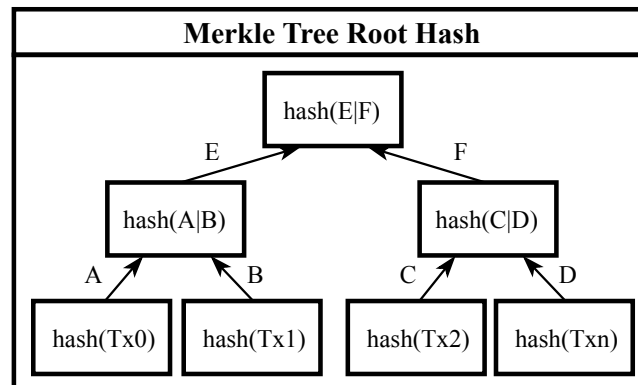 Merkle Tree Root Hash
hash(E|F)
E
F
hash(A|B)
hash(C|D)
A
B
C
D
hash(Tx0)
hash(Tx1)
hash(Tx2)
hash(Txn)